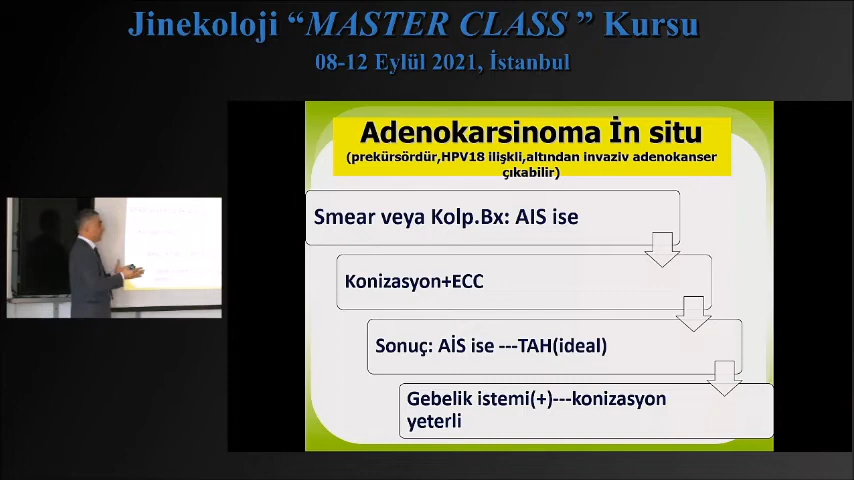 Jinekoloji “MASTER CLASS ” Kursu
08-12 Eylül 2021, İstanbul
Adenokarsinoma İn situ
(prekürsördür,HPV18 ilişkli,altından invaziv adenokanser
çıkabilir)
Smear veya Kolp.Bx: AIS ise
Konizasyon+ECC
Sonuç: AİS ise ---TAH(ideal)
Gebelik istemi(+)---konizasyon
yeterli